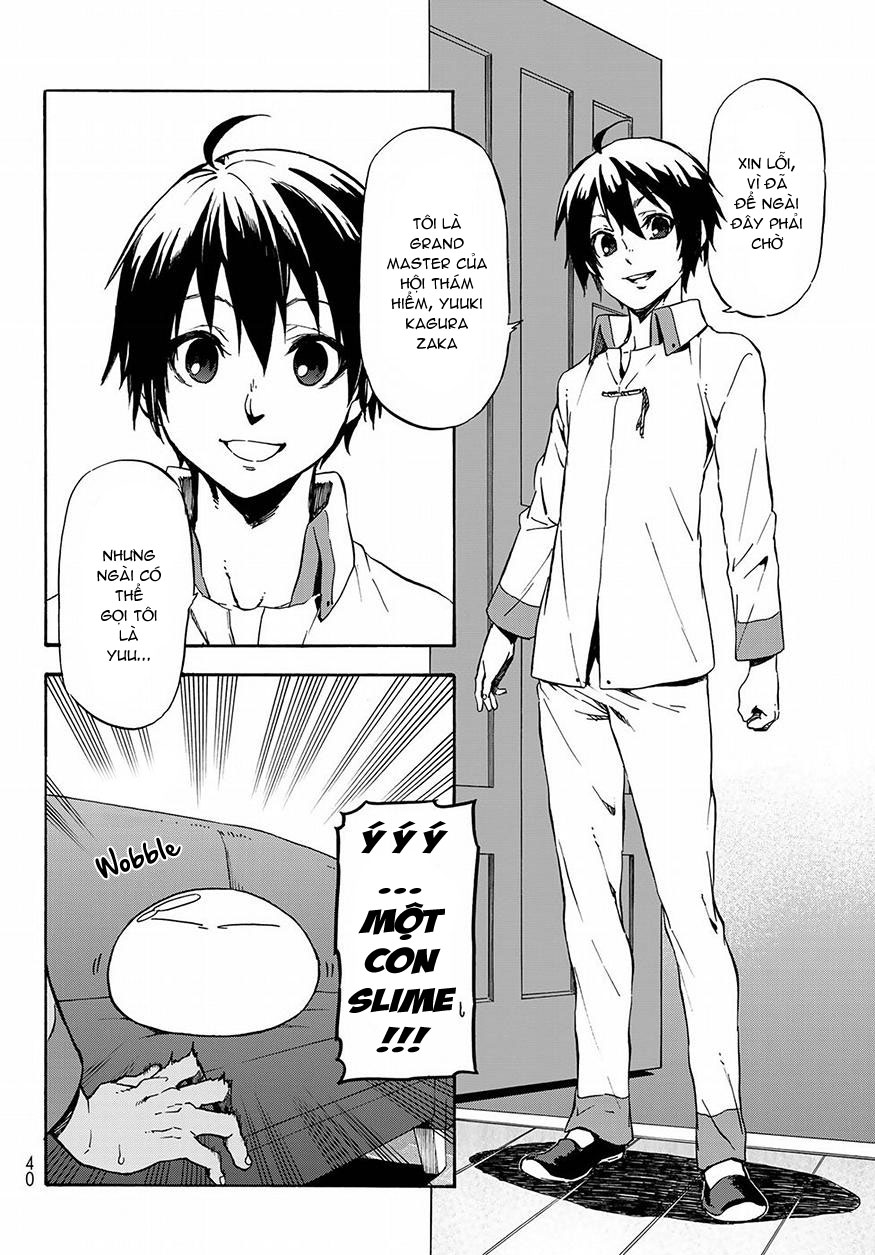 XIN LỖI,
VÌ ĐÃ
ĐỂ NGÀI
ĐÂY PHẢI
CHỜ
TÔI LÀ
GRAND
MASTER CỦA
HỘI THÁM
HIỂM, YUUKI
KAGURA
ZAKA
NHƯNG
NGÀI CÓ
THỂ
GỌI TÔI
LÀ
YUU...
Wobble
Ý Ý Ý
...
MỘT
CON
SLIME
!!!
40